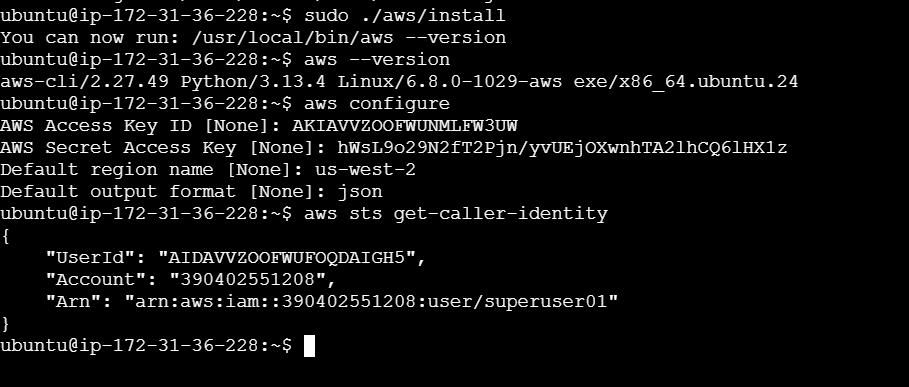 ubuntu@ip-172-31-36-228:~$ sudo ./aws/install
You can now run: /usr/local/bin/aws --version
ubuntu@ip-172-31-36-228:~$ aws --version
aws-cli/2.27.49 Python/3.13.4 Linux/6.8.0-1029-aws exe/x86_64.ubuntu.24
ubuntu@ip-172-31-36-228:~$ aws configure
AWS Access Key ID [None]: AKIAVVZOOFWUNMLFW3UW
AWS Secret Access Key [None]: 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
Default region name [None]: us-west-2
Default output format [None]: json
ubuntu@ip-172-31-36-228:~$ aws sts get-caller-identity
{
    "UserId": "AIDAVVZOOFWUFOQDAIGH5",
    "Account": "390402551208",
    "Arn": "arn:aws:iam::390402551208:user/superuser01"
}
ubuntu@ip-172-31-36-228:~$